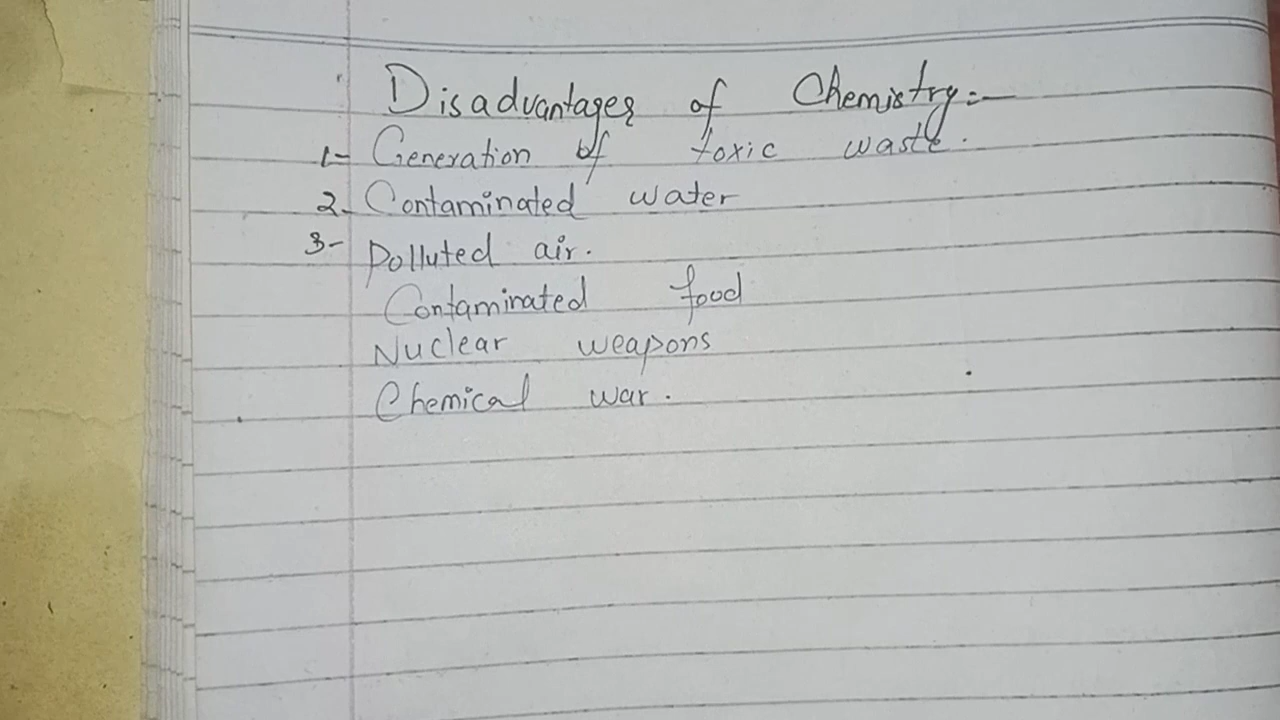 Disadvantages of Chemistry:-
1- Generation of toxic waste.
2- Contaminated water
3- Polluted air.
Contaminated food
Nuclear weapons
Chemical war.